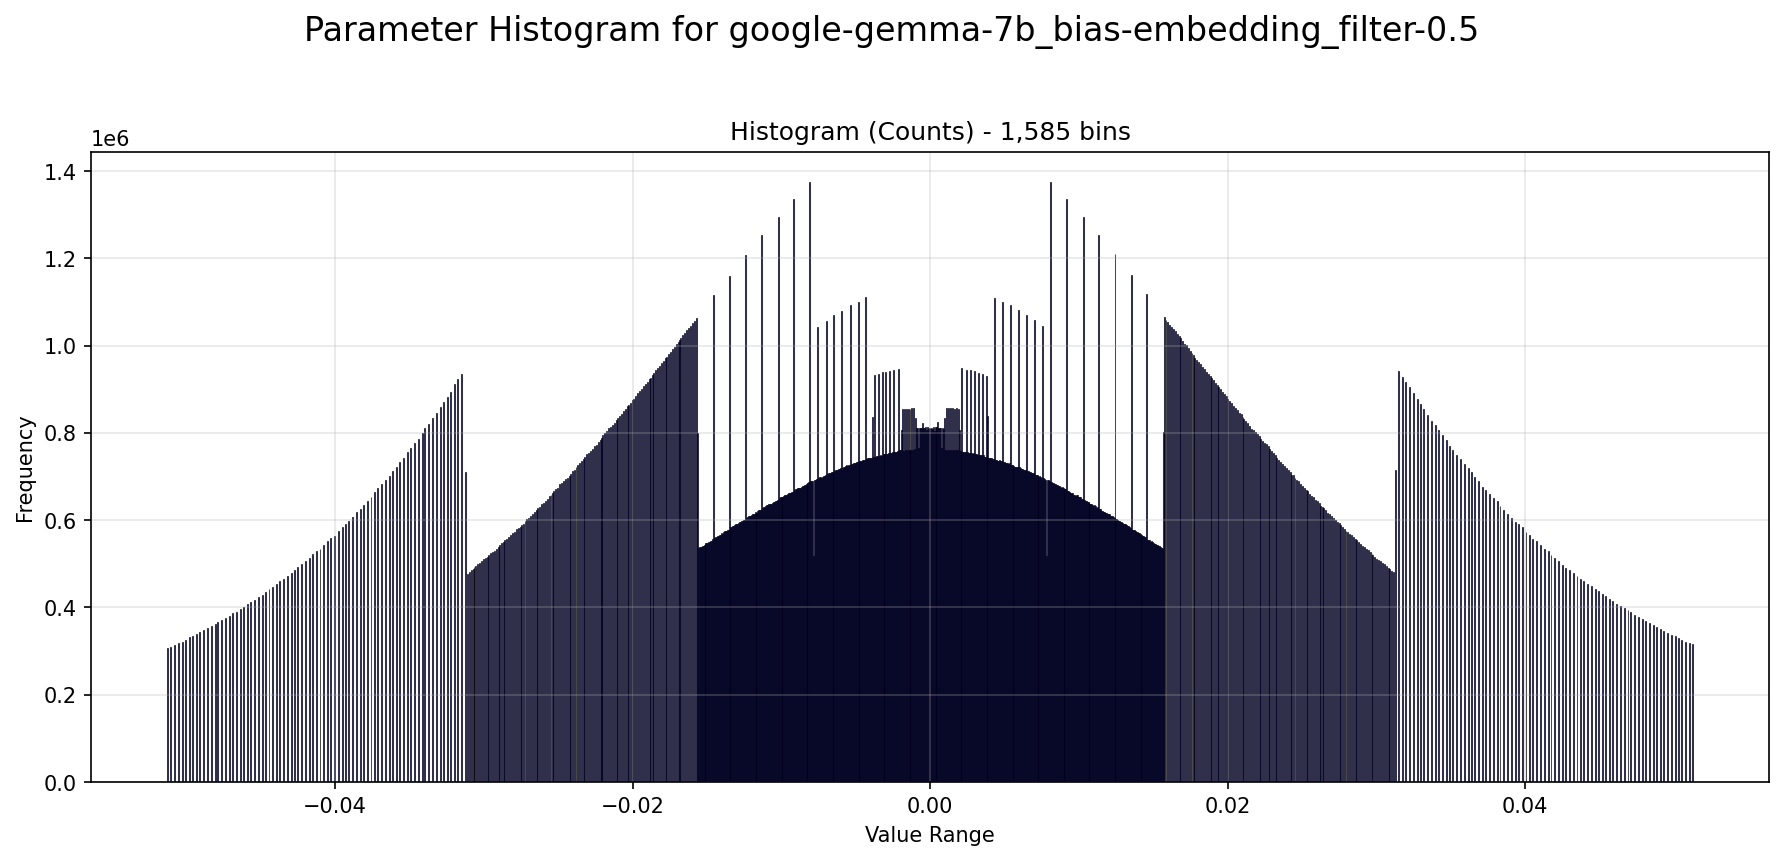 Parameter Histogram for google-gemma-7b_bias-embedding_filter-0.5
Histogram (Counts) - 1,585 bins
1e6
1.4
1.2
1.0
0.8
0.6
0.4
0.2
0.0
Frequency
−0.04
−0.02
0.00
0.02
0.04
Value Range